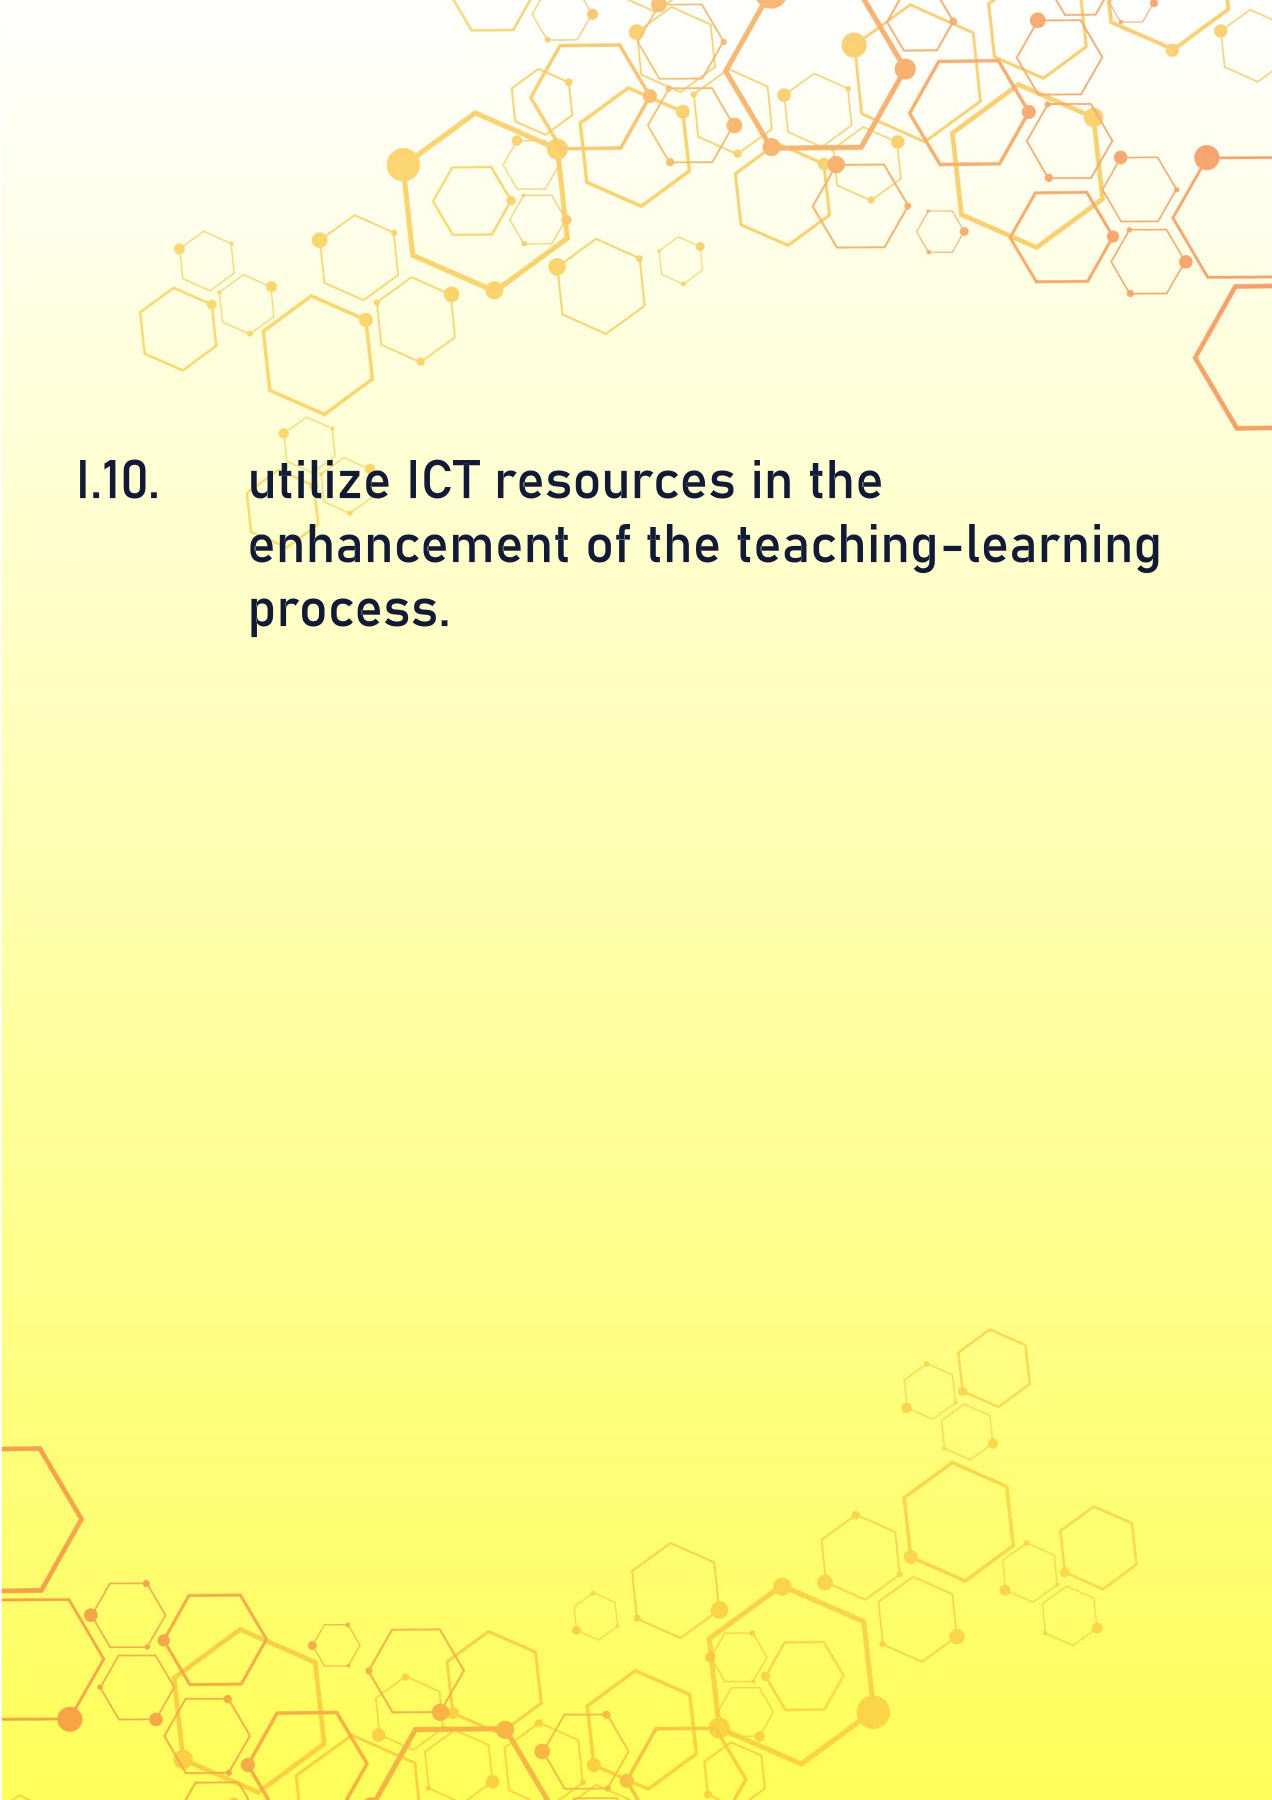 I.10. utilize ICT resources in the
enhancement of the teaching-learning
process.